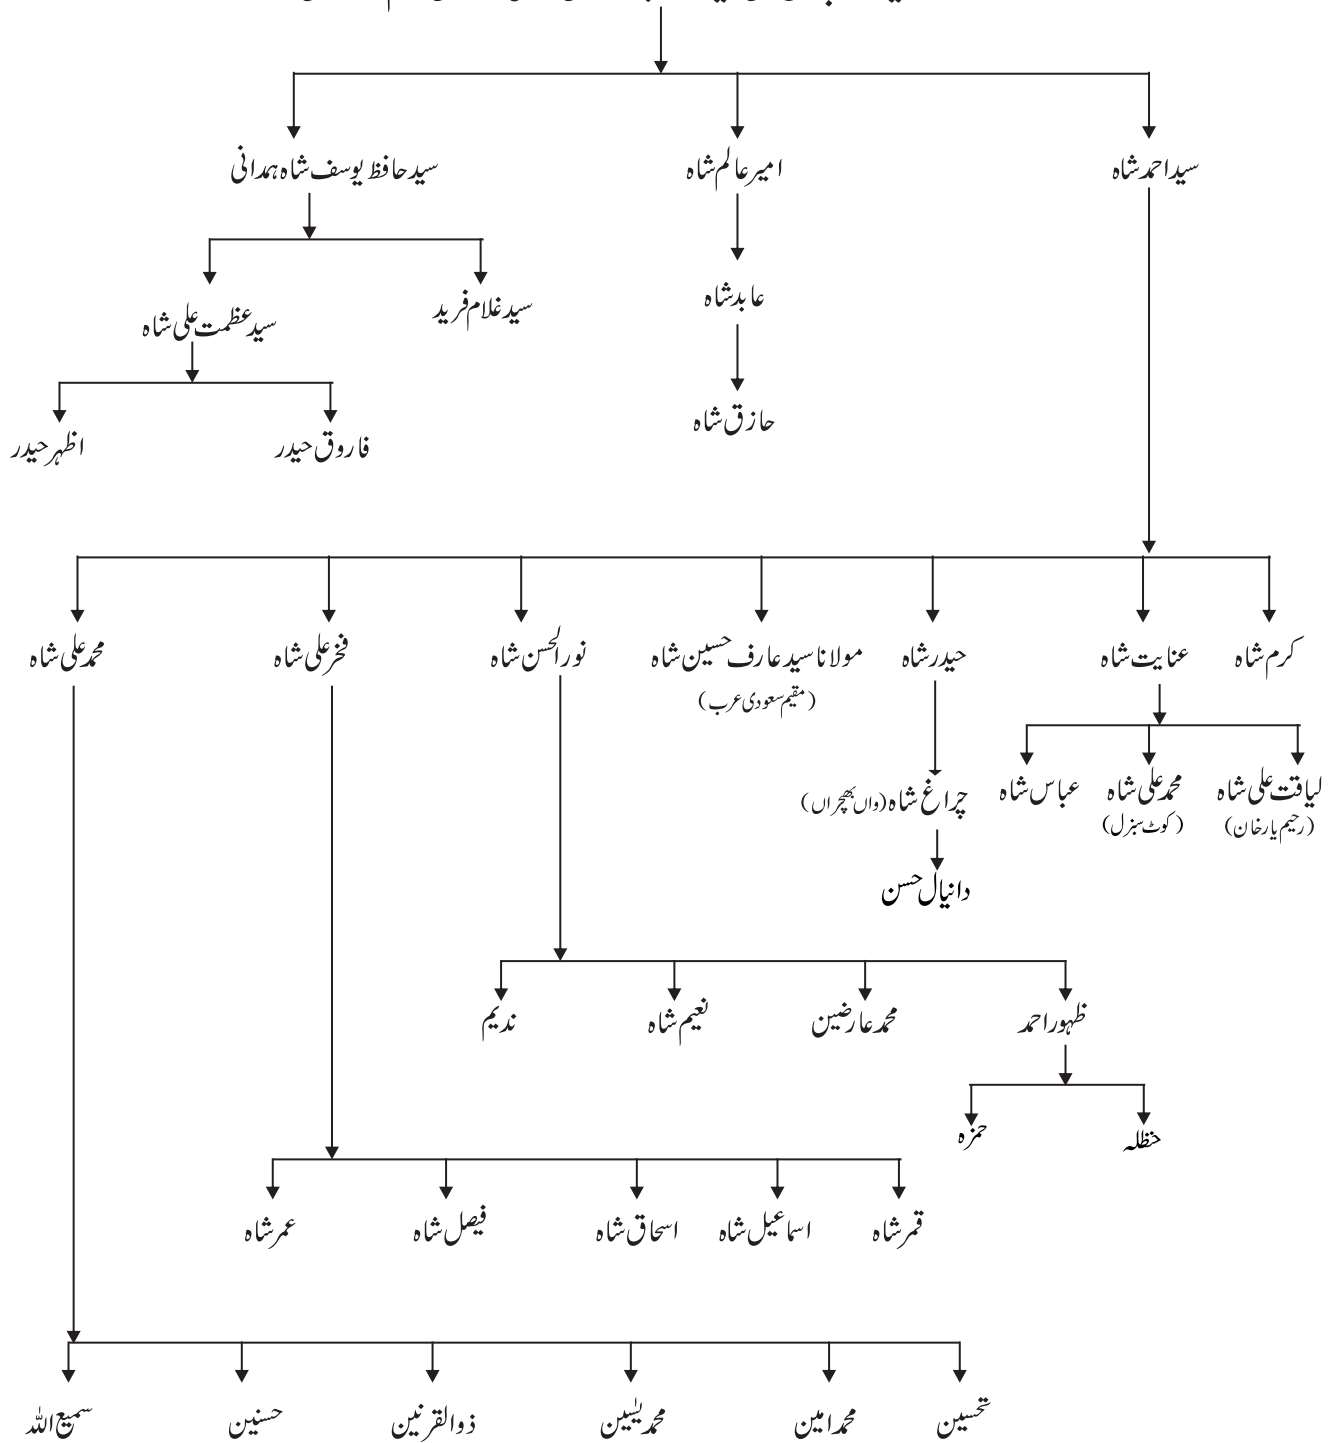 سید احمد شاہ
امیر عالم شاہ
سید حافظ یوسف شاہ ہمدانی
عابد شاہ
سید غلام فرید
سید عظمت علی شاہ
حازق شاہ
فاروق حیدر
اظہر حیدر
کرم شاہ
عنایت شاہ
حیدر شاہ
مولانا سید عارف حسین شاہ
(مقیم سعودی عرب)
نور الحسن شاہ
فخر علی شاہ
محمد علی شاہ
لیاقت علی شاہ
(رحیم یار خان)
محمد علی شاہ
(کوٹ سبزل)
عباس شاہ
چراغ شاہ (واں بھچراں)
دانیال حسن
ظہور احمد
محمد عارضین
نعیم شاہ
ندیم
حنظلہ
حمزہ
قمر شاہ
اسماعیل شاہ
اسحاق شاہ
فیصل شاہ
عمر شاہ
تحسین
محمد امین
محمد یٰسین
ذوالقرنین
حسنین
سمیع اللہ